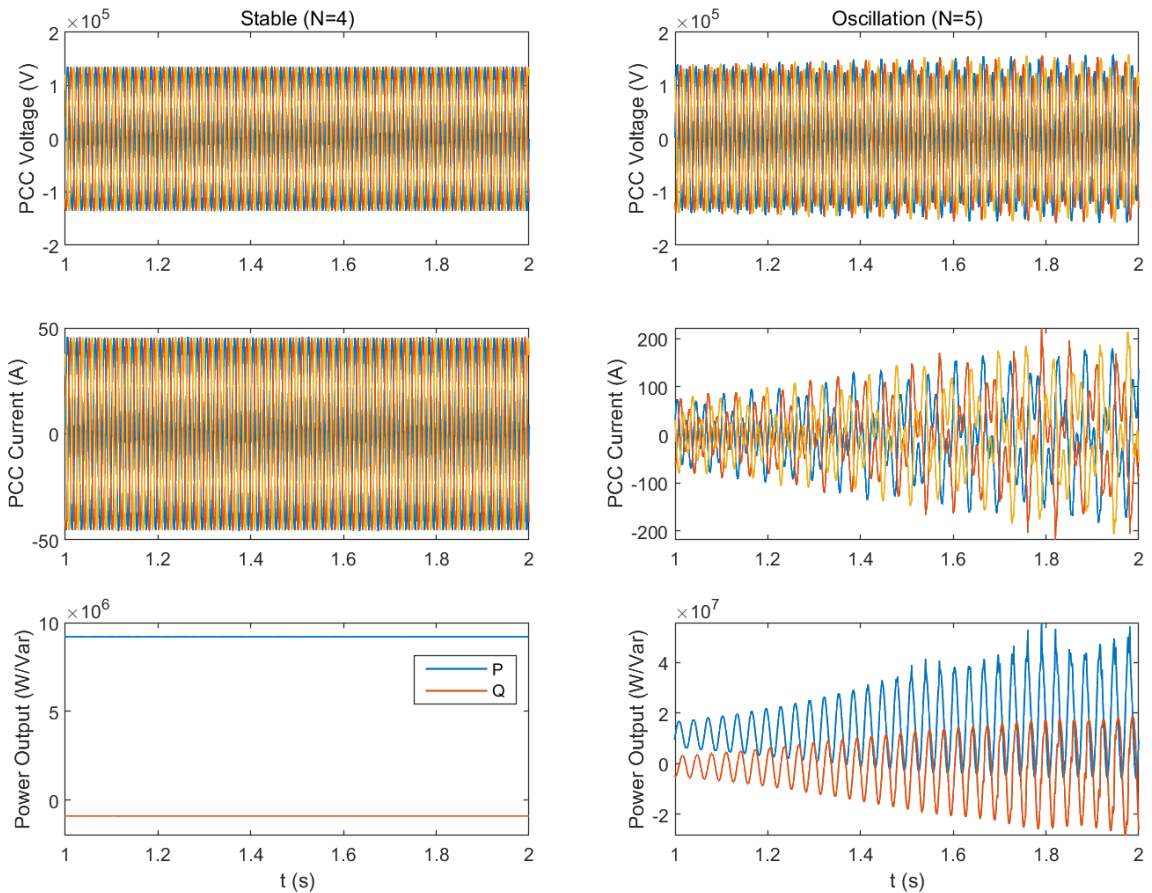 Stable (N=4)
×10^5
PCC Voltage (V)
2
1
0
-1
-2
1 1.2 1.4 1.6 1.8 2
Oscillation (N=5)
×10^5
PCC Voltage (V)
2
1
0
-1
-2
1 1.2 1.4 1.6 1.8 2
PCC Current (A)
50
0
-50
1 1.2 1.4 1.6 1.8 2
PCC Current (A)
200
100
0
-100
-200
1 1.2 1.4 1.6 1.8 2
×10^6
Power Output (W/Var)
10
5
0
P
Q
1 1.2 1.4 1.6 1.8 2
t (s)
×10^7
Power Output (W/Var)
4
2
0
-2
1 1.2 1.4 1.6 1.8 2
t (s)